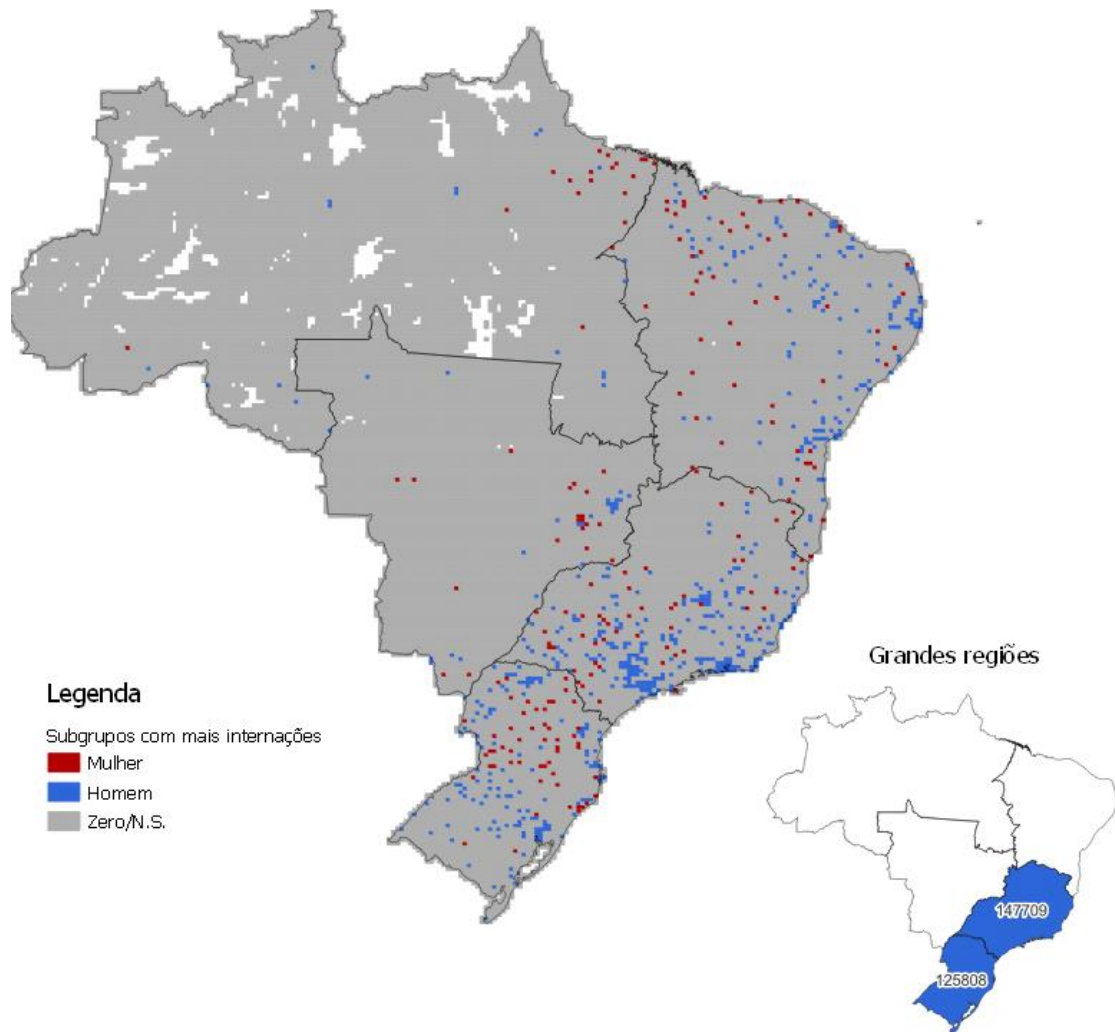 Legenda
Subgrupos com mais internações
Mulher
Homem
Zero/N.S.
Grandes regiões
147709
125808